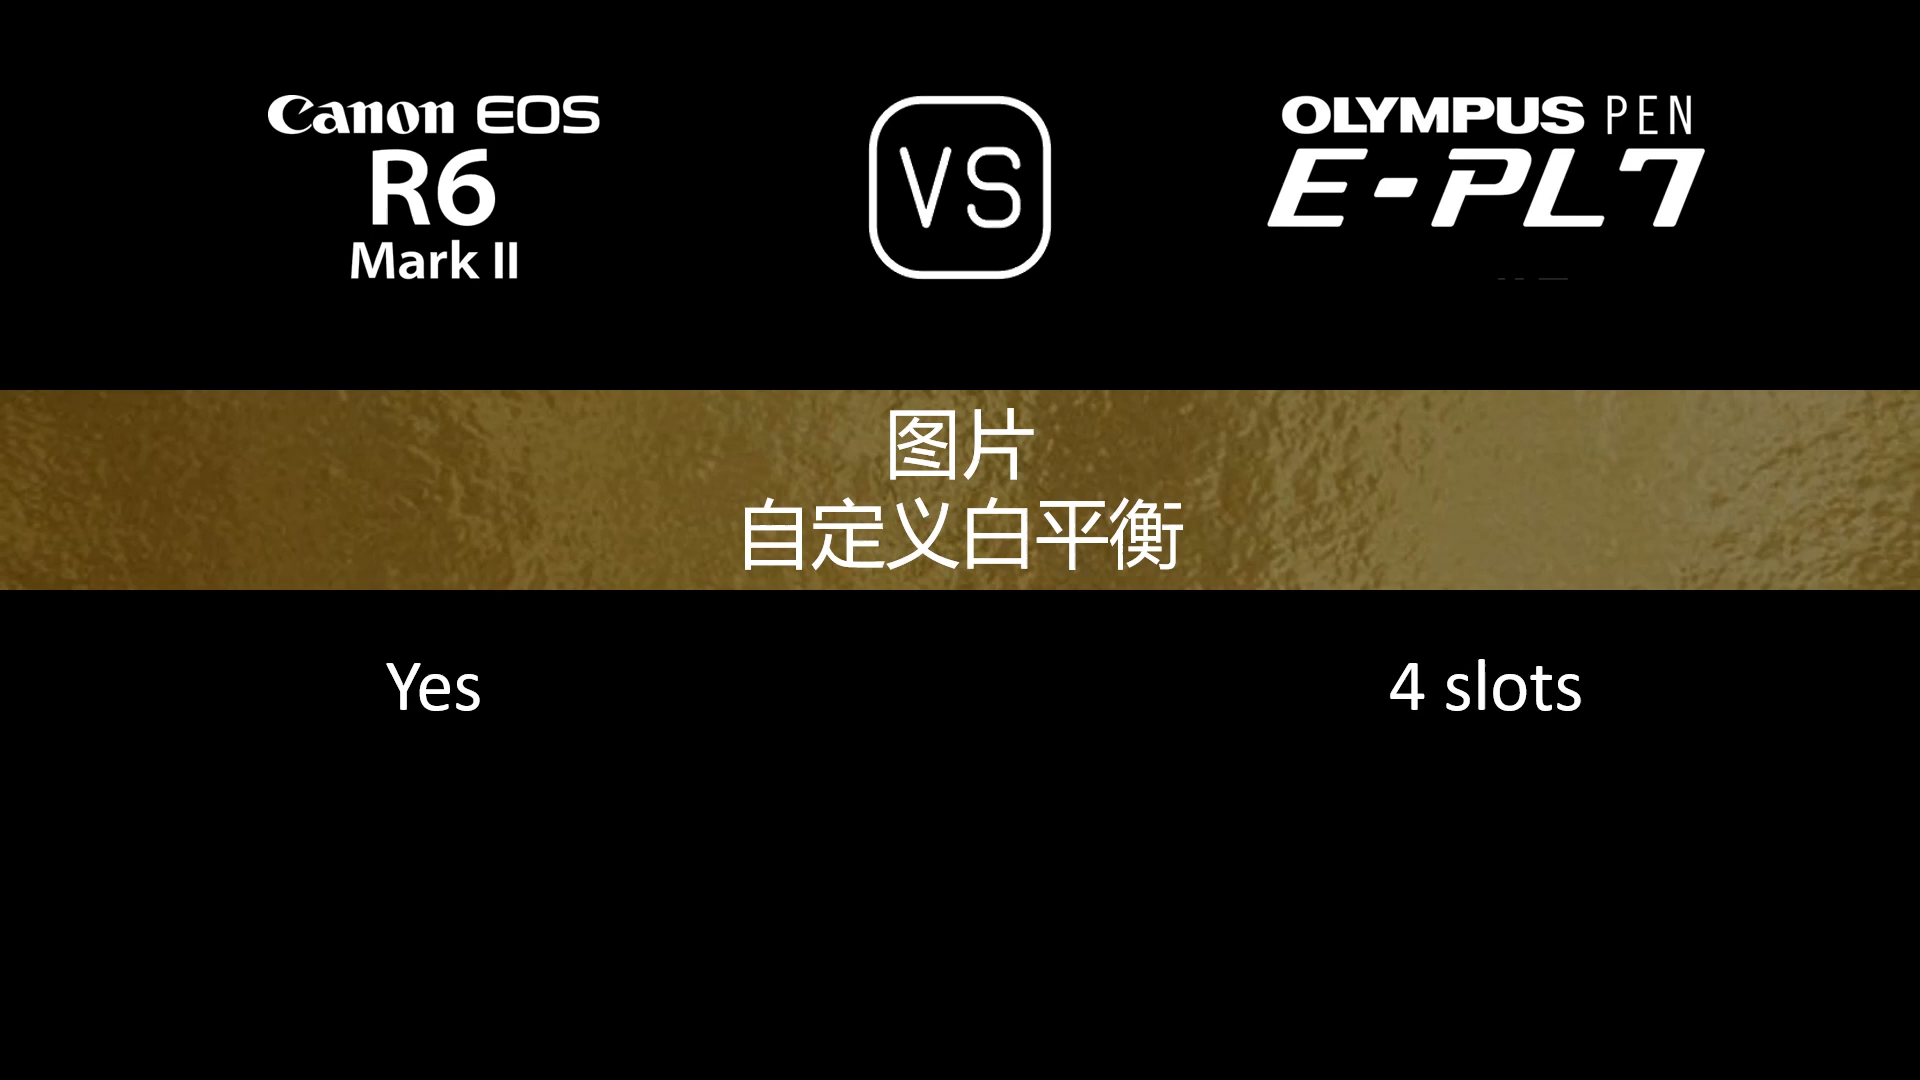 Canon EOS
R6
Mark II
VS
OLYMPUS PEN
E-PL7
图片
自定义白平衡
Yes
4 slots